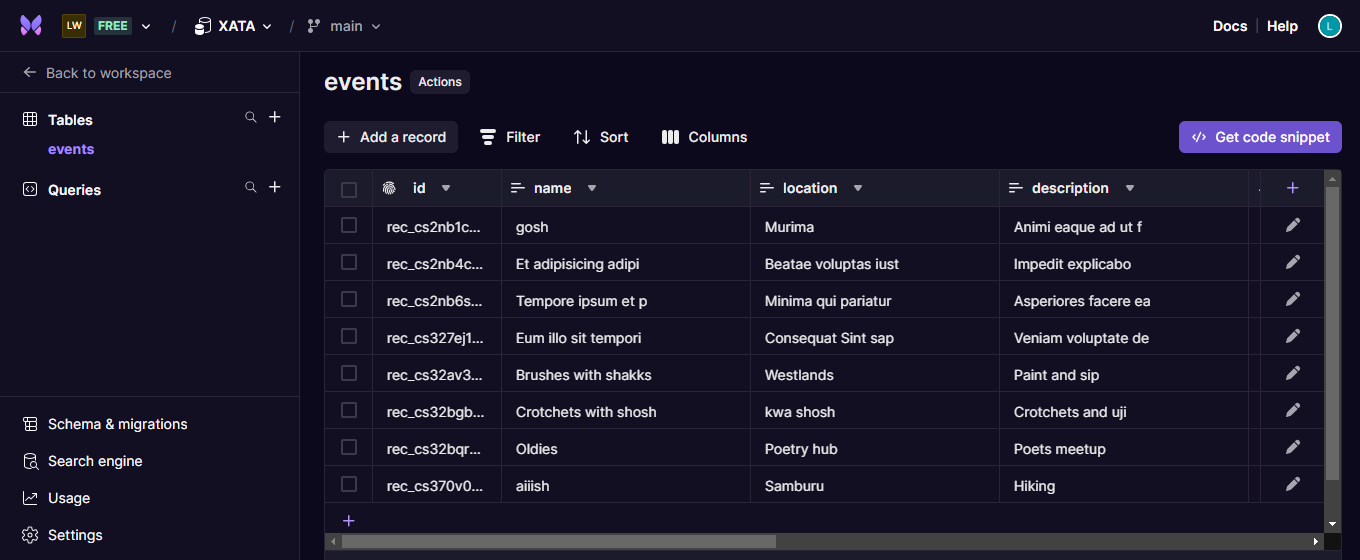 LW FREE / XATA / main Docs Help L
Back to workspace
Tables
events
Queries
Schema & migrations
Search engine
Usage
Settings
events Actions
Add a record Filter Sort Columns Get code snippet
id name location description
rec_cs2nb1c... gosh Murima Animi eaque ad ut f
rec_cs2nb4c... Et adipisicing adipi Beatae voluptas iust Impedit explicabo
rec_cs2nb6s... Tempore ipsum et p Minima qui pariatur Asperiores facere ea
rec_cs327ej1... Eum illo sit tempori Consequat Sint sap Veniam voluptate de
rec_cs32av3... Brushes with shakks Westlands Paint and sip
rec_cs32bgb... Crotchets with shosh kwa shosh Crotchets and uji
rec_cs32bqr... Oldies Poetry hub Poets meetup
rec_cs370v0... aiiish Samburu Hiking